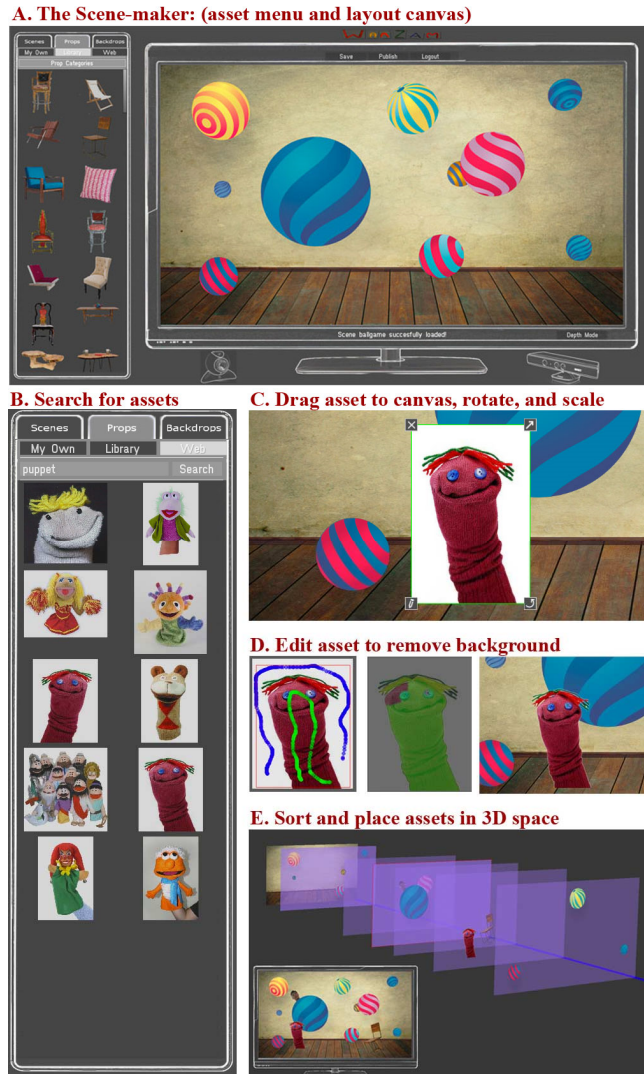 A. The Scene-maker: (asset menu and layout canvas)
Scenes Props Backdrops
My Own Library Web
Prop Categories
WaaZam!
Save Publish Logout
Scene ballgame succesfully loaded!
Depth Mode
B. Search for assets
Scenes Props Backdrops
My Own Library Web
puppet Search
C. Drag asset to canvas, rotate, and scale
D. Edit asset to remove background
E. Sort and place assets in 3D space